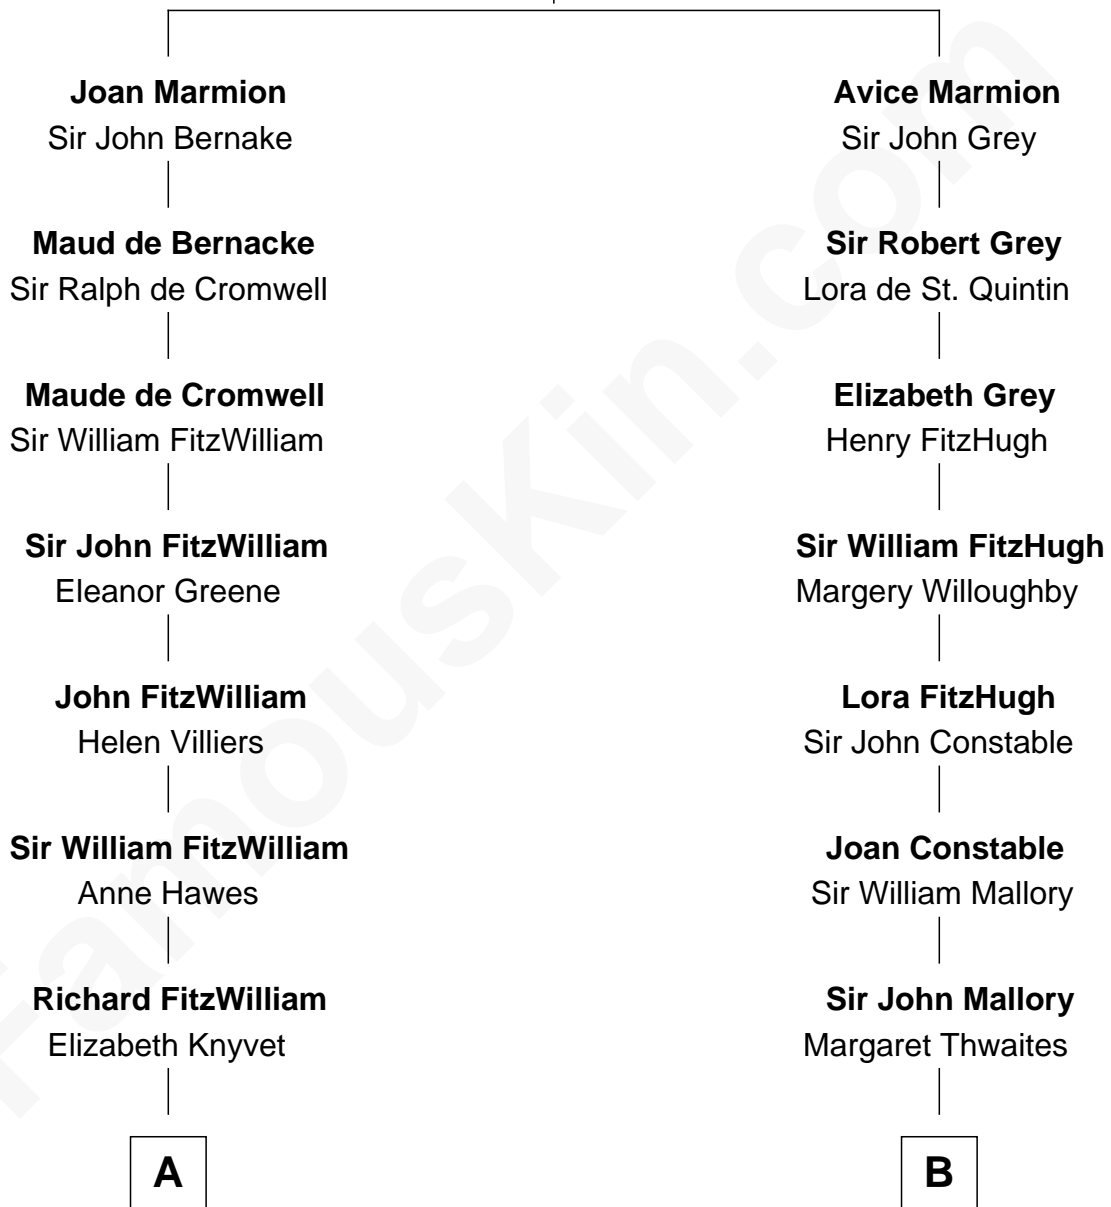 Joan Marmion
Sir John Bernake
Maud de Bernacke
Sir Ralph de Cromwell
Maude de Cromwell
Sir William FitzWilliam
Sir John FitzWilliam
Eleanor Greene
John FitzWilliam
Helen Villiers
Sir William FitzWilliam
Anne Hawes
Richard FitzWilliam
Elizabeth Knyvet
A
Avice Marmion
Sir John Grey
Sir Robert Grey
Lora de St. Quintin
Elizabeth Grey
Henry FitzHugh
Sir William FitzHugh
Margery Willoughby
Lora FitzHugh
Sir John Constable
Joan Constable
Sir William Mallory
Sir John Mallory
Margaret Thwaites
B
FamousKin.com